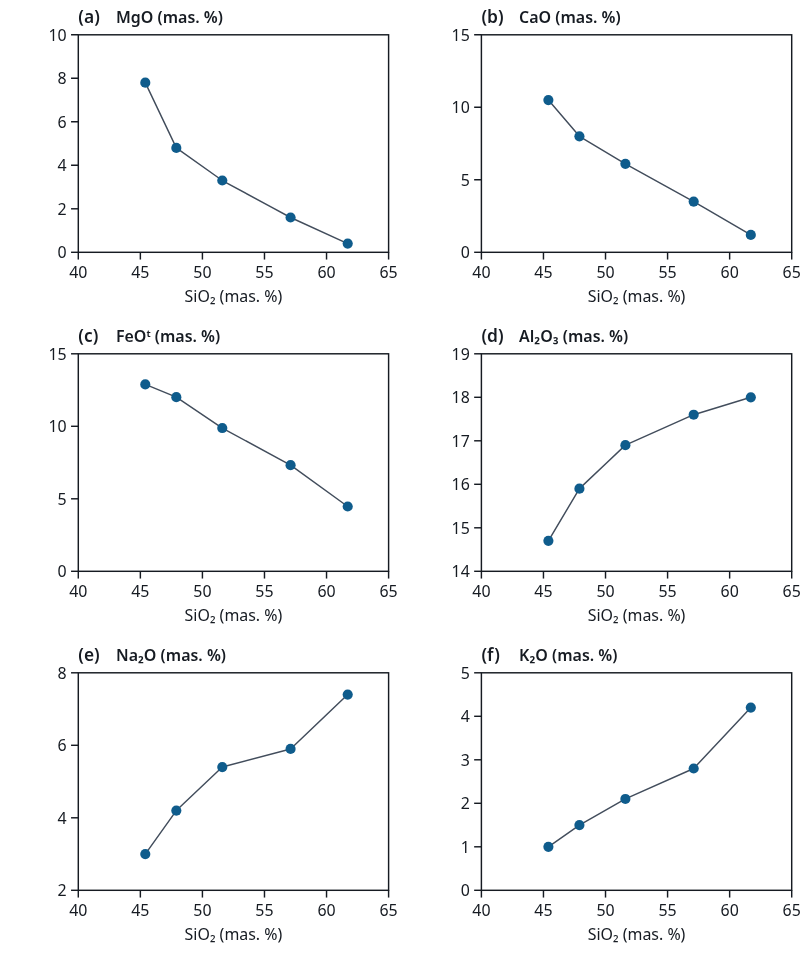 (a) MgO (mas. %)
10
8
6
4
2
0
40 45 50 55 60 65
SiO₂ (mas. %)
(b) CaO (mas. %)
15
10
5
0
40 45 50 55 60 65
SiO₂ (mas. %)
(c) FeOᵗ (mas. %)
15
10
5
0
40 45 50 55 60 65
SiO₂ (mas. %)
(d) Al₂O₃ (mas. %)
19
18
17
16
15
14
40 45 50 55 60 65
SiO₂ (mas. %)
(e) Na₂O (mas. %)
8
6
4
2
40 45 50 55 60 65
SiO₂ (mas. %)
(f) K₂O (mas. %)
5
4
3
2
1
0
40 45 50 55 60 65
SiO₂ (mas. %)